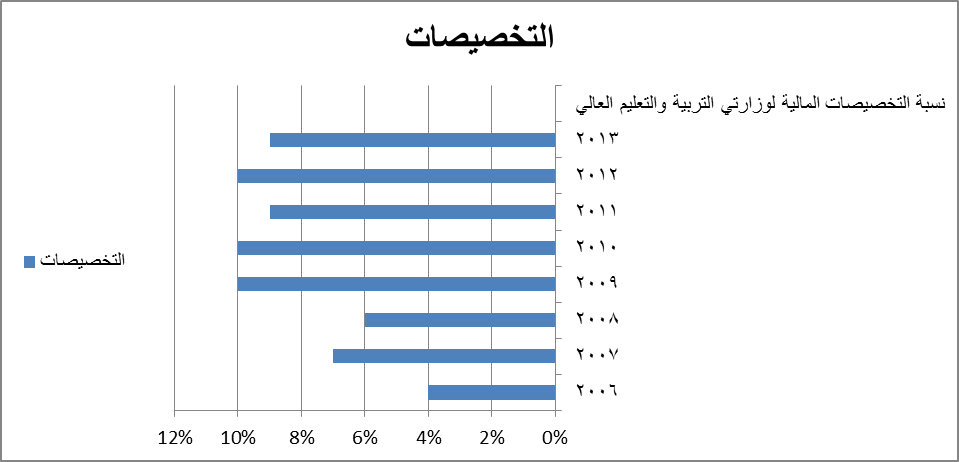 التخصيصات
نسبة التخصيصات المالية لوزارتي التربية والتعليم العالي
٢٠١٣
٢٠١٢
٢٠١١
٢٠١٠
٢٠٠٩
٢٠٠٨
٢٠٠٧
٢٠٠٦
التخصيصات
12% 10% 8% 6% 4% 2% 0%